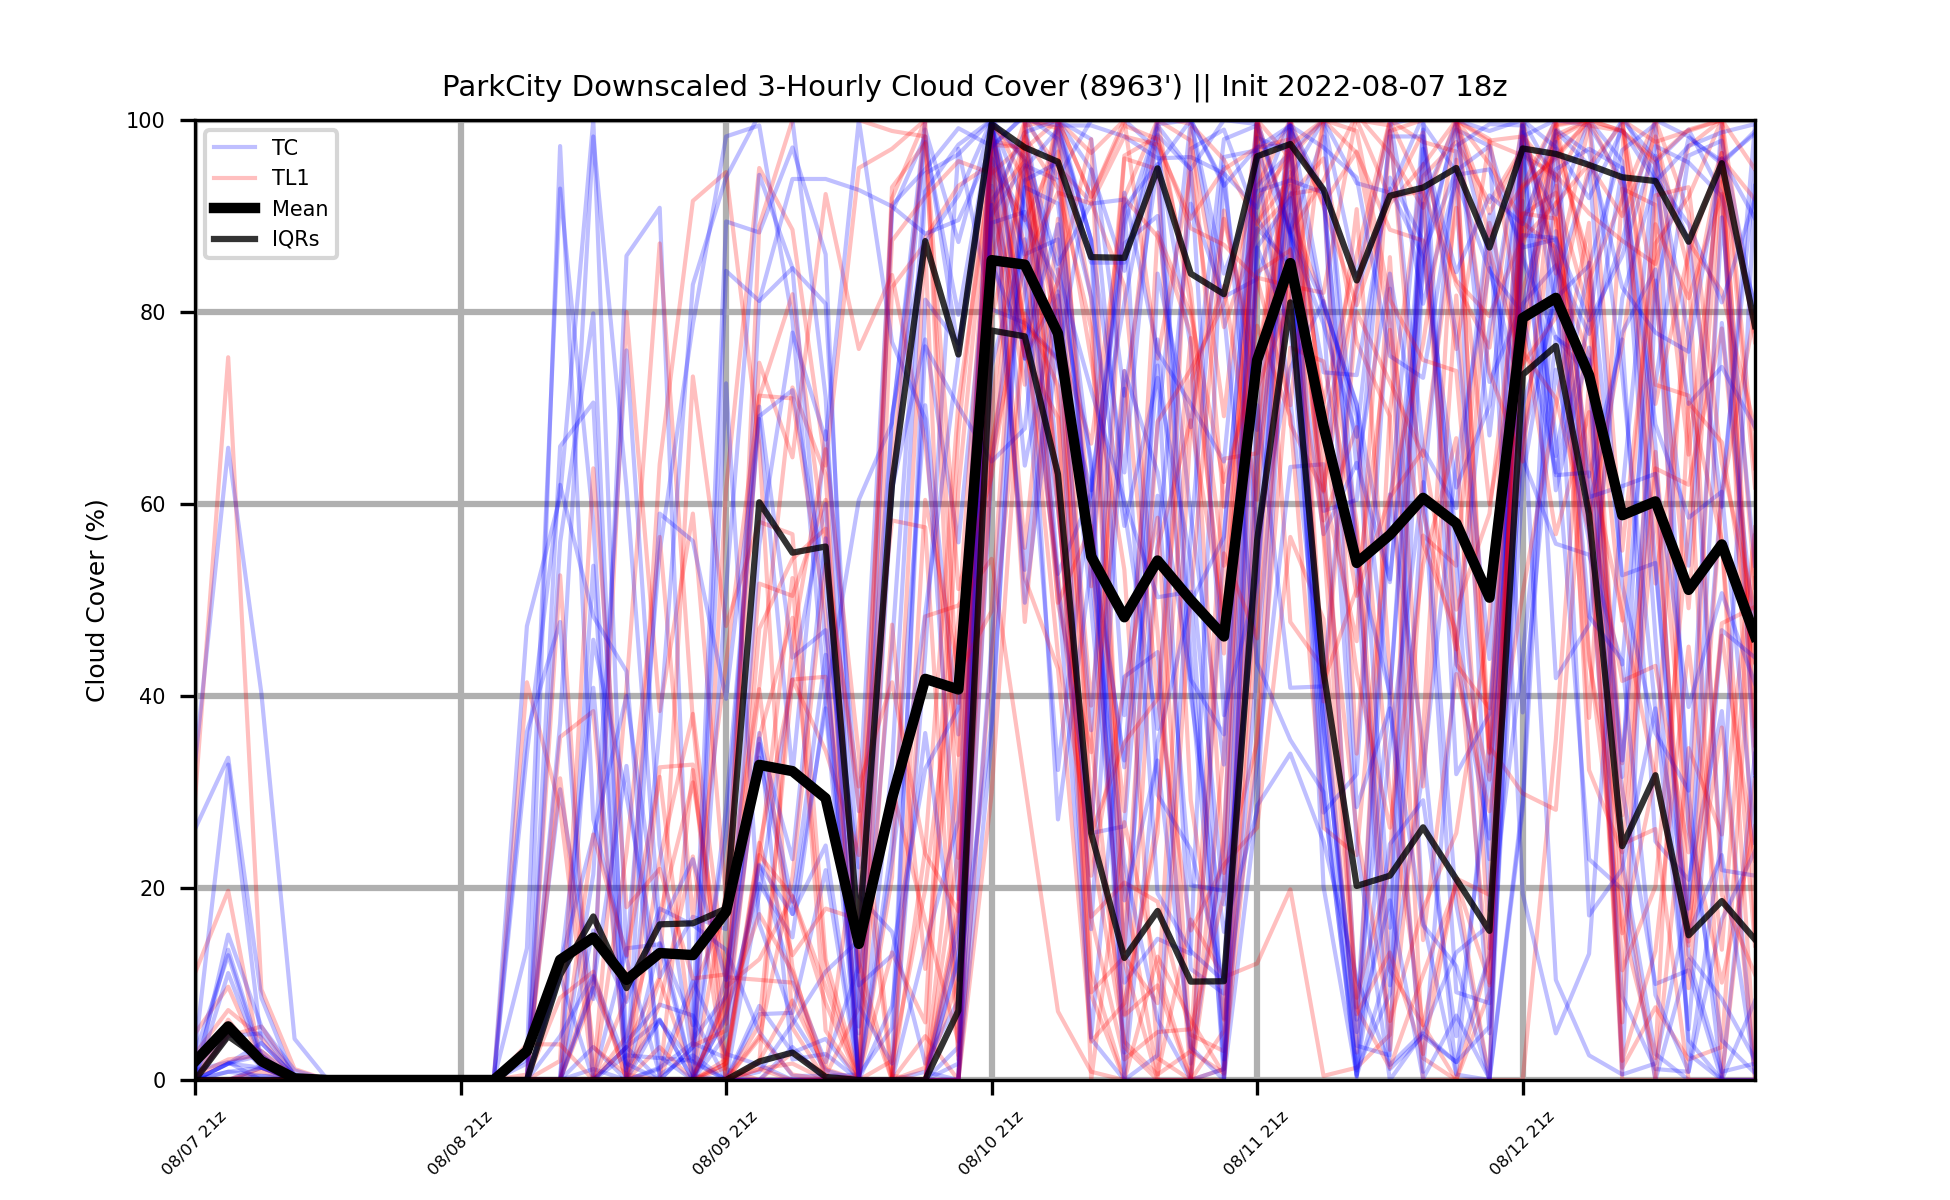 ParkCity Downscaled 3-Hourly Cloud Cover (8963') || Init 2022-08-07 18z
TC
TL1
Mean
IQRs
Cloud Cover (%)
100
80
60
40
20
0
08/07 21z
08/08 21z
08/09 21z
08/10 21z
08/11 21z
08/12 21z